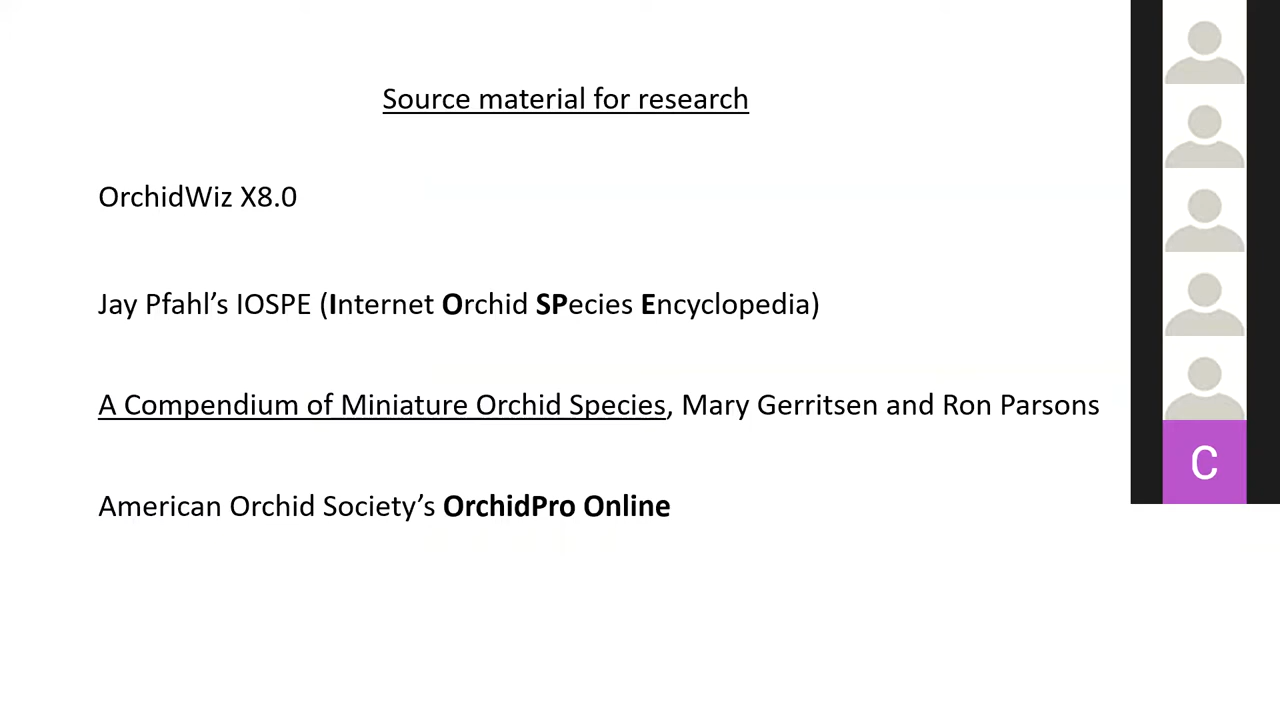 Source material for research
OrchidWiz X8.0
Jay Pfahl’s IOSPE (Internet Orchid SPecies Encyclopedia)
A Compendium of Miniature Orchid Species, Mary Gerritsen and Ron Parsons
American Orchid Society’s OrchidPro Online
C